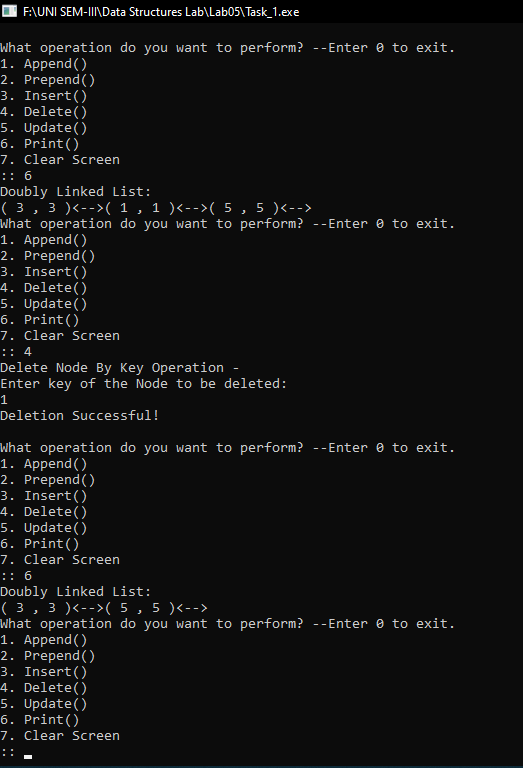 F:\UNI SEM-III\Data Structures Lab\Lab05\Task_1.exe
What operation do you want to perform? --Enter 0 to exit.
1. Append()
2. Prepend()
3. Insert()
4. Delete()
5. Update()
6. Print()
7. Clear Screen
:: 6
Doubly Linked List:
( 3 , 3 )<-->( 1 , 1 )<-->( 5 , 5 )<-->
What operation do you want to perform? --Enter 0 to exit.
1. Append()
2. Prepend()
3. Insert()
4. Delete()
5. Update()
6. Print()
7. Clear Screen
:: 4
Delete Node By Key Operation -
Enter key of the Node to be deleted:
1
Deletion Successful!
What operation do you want to perform? --Enter 0 to exit.
1. Append()
2. Prepend()
3. Insert()
4. Delete()
5. Update()
6. Print()
7. Clear Screen
:: 6
Doubly Linked List:
( 3 , 3 )<-->( 5 , 5 )<-->
What operation do you want to perform? --Enter 0 to exit.
1. Append()
2. Prepend()
3. Insert()
4. Delete()
5. Update()
6. Print()
7. Clear Screen
::